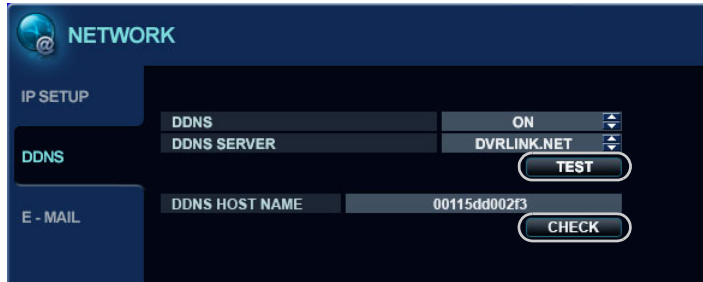 NETWORK
IP SETUP
DDNS
E - MAIL
DDNS ON
DDNS SERVER DVRLINK.NET
TEST
DDNS HOST NAME 00115dd002f3
CHECK